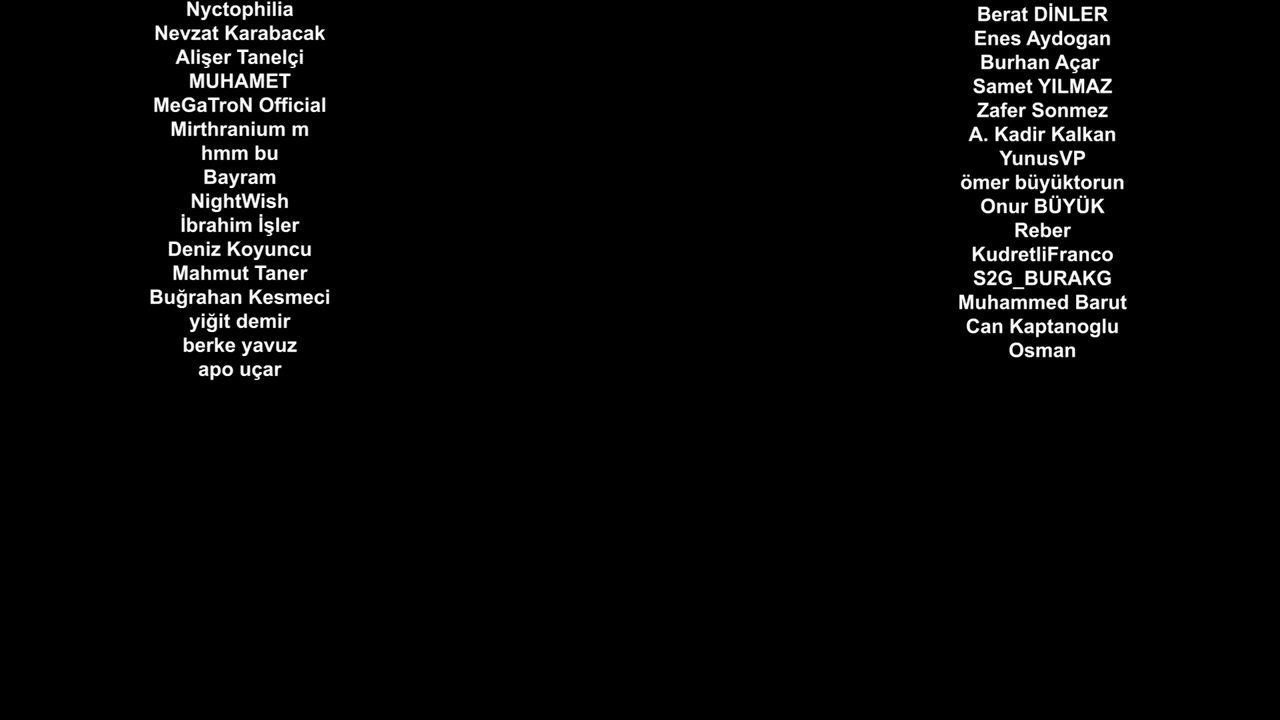 Nyctophilia
Nevzat Karabacak
Alişer Tanelçi
MUHAMET
MeGaTroN Official
Mirthranium m
hmm bu
Bayram
NightWish
İbrahim İşler
Deniz Koyuncu
Mahmut Taner
Buğrahan Kesmeci
yiğit demir
berke yavuz
apo uçar
Berat DİNLER
Enes Aydogan
Burhan Açar
Samet YILMAZ
Zafer Sonmez
A. Kadir Kalkan
YunusVP
ömer büyüktorun
Onur BÜYÜK
Reber
KudretliFranco
S2G_BURAKG
Muhammed Barut
Can Kaptanoglu
Osman